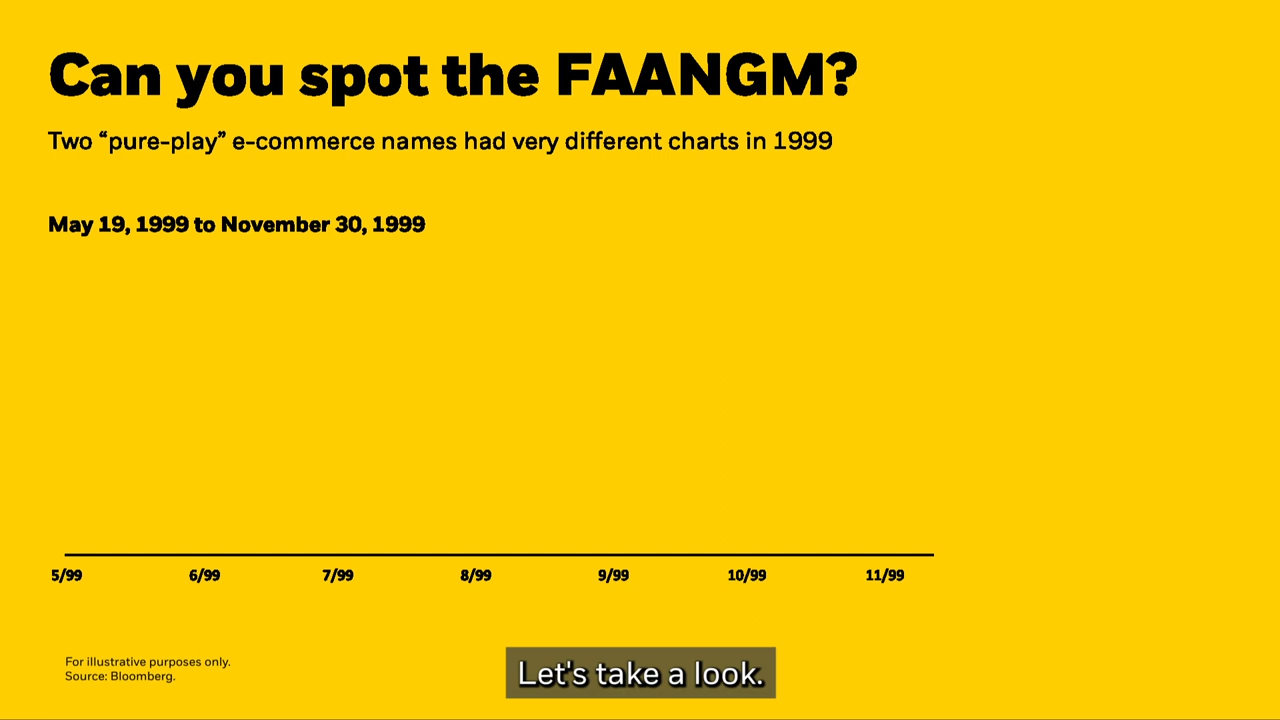 Can you spot the FAANGM?
Two “pure-play” e-commerce names had very different charts in 1999
May 19, 1999 to November 30, 1999
5/99 6/99 7/99 8/99 9/99 10/99 11/99
For illustrative purposes only.
Source: Bloomberg.
Let's take a look.